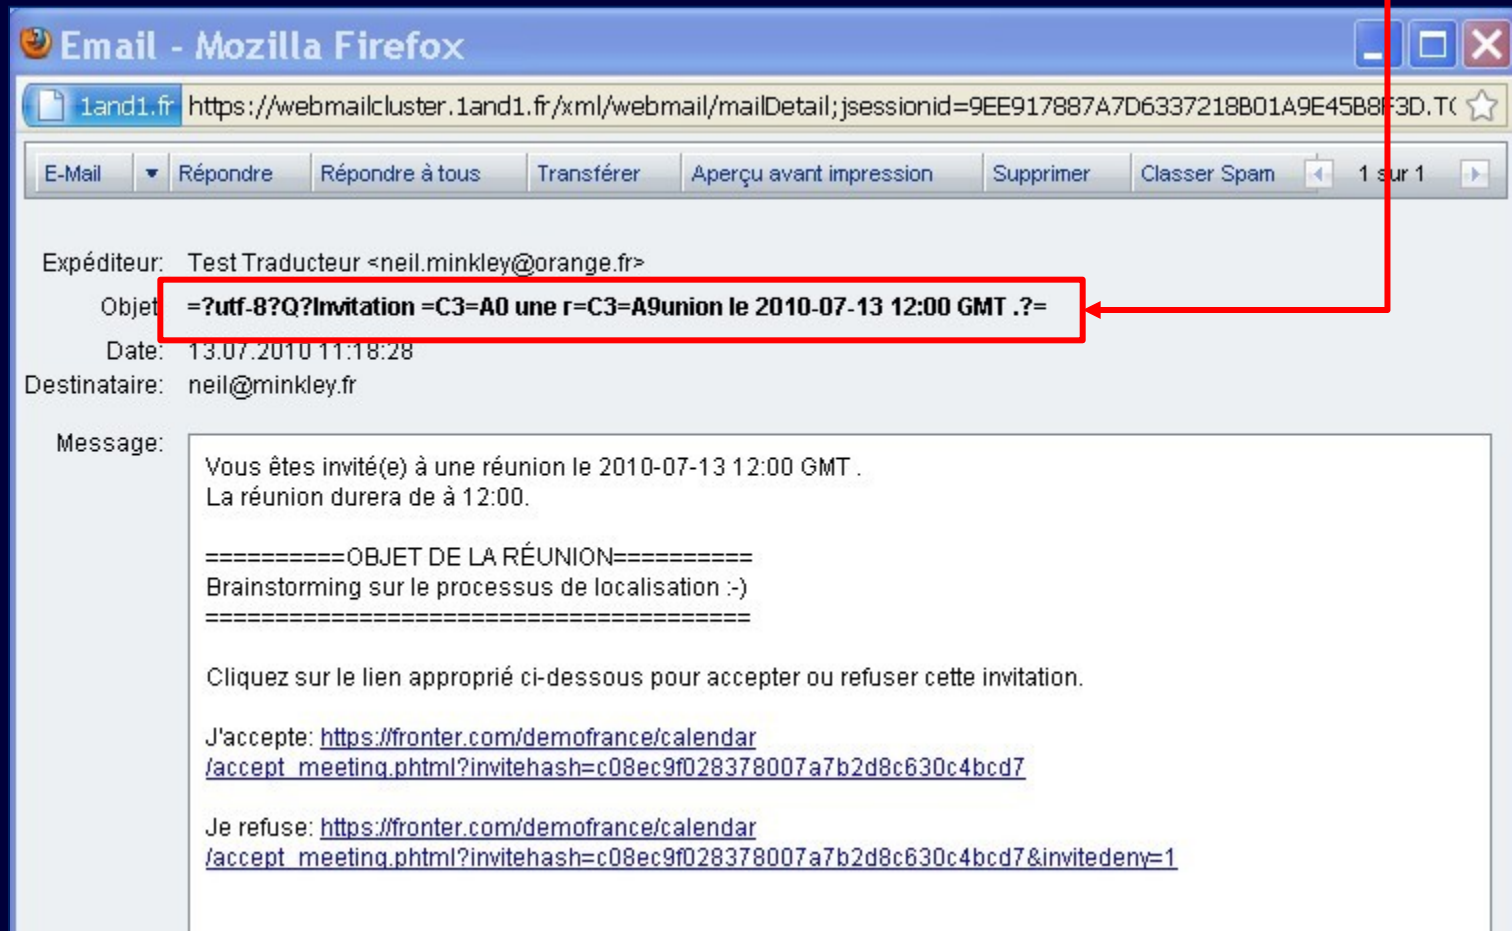 Email - Mozilla Firefox
1and1.fr https://webmailcluster.1and1.fr/xml/webmail/mailDetail;jsessionid=9EE917887A7D6337218B01A9E45B8F3D.T(
E-Mail Répondre Répondre à tous Transférer Aperçu avant impression Supprimer Classer Spam 1 sur 1
Expéditeur: Test Traducteur <neil.minkley@orange.fr>
Objet =?utf-8?Q?Invitation =C3=A0 une r=C3=A9union le 2010-07-13 12:00 GMT .?=
Date: 13.07.2010 11:18:28
Destinataire: neil@minkley.fr
Message:
Vous êtes invité(e) à une réunion le 2010-07-13 12:00 GMT .
La réunion durera de à 12:00.
==========OBJET DE LA RÉUNION==========
Brainstorming sur le processus de localisation :-)
=======================================
Cliquez sur le lien approprié ci-dessous pour accepter ou refuser cette invitation.
J'accepte: https://fronter.com/demofrance/calendar
/accept_meeting.phtml?invitehash=c08ec9f028378007a7b2d8c630c4bcd7
Je refuse: https://fronter.com/demofrance/calendar
/accept_meeting.phtml?invitehash=c08ec9f028378007a7b2d8c630c4bcd7&invitedeny=1